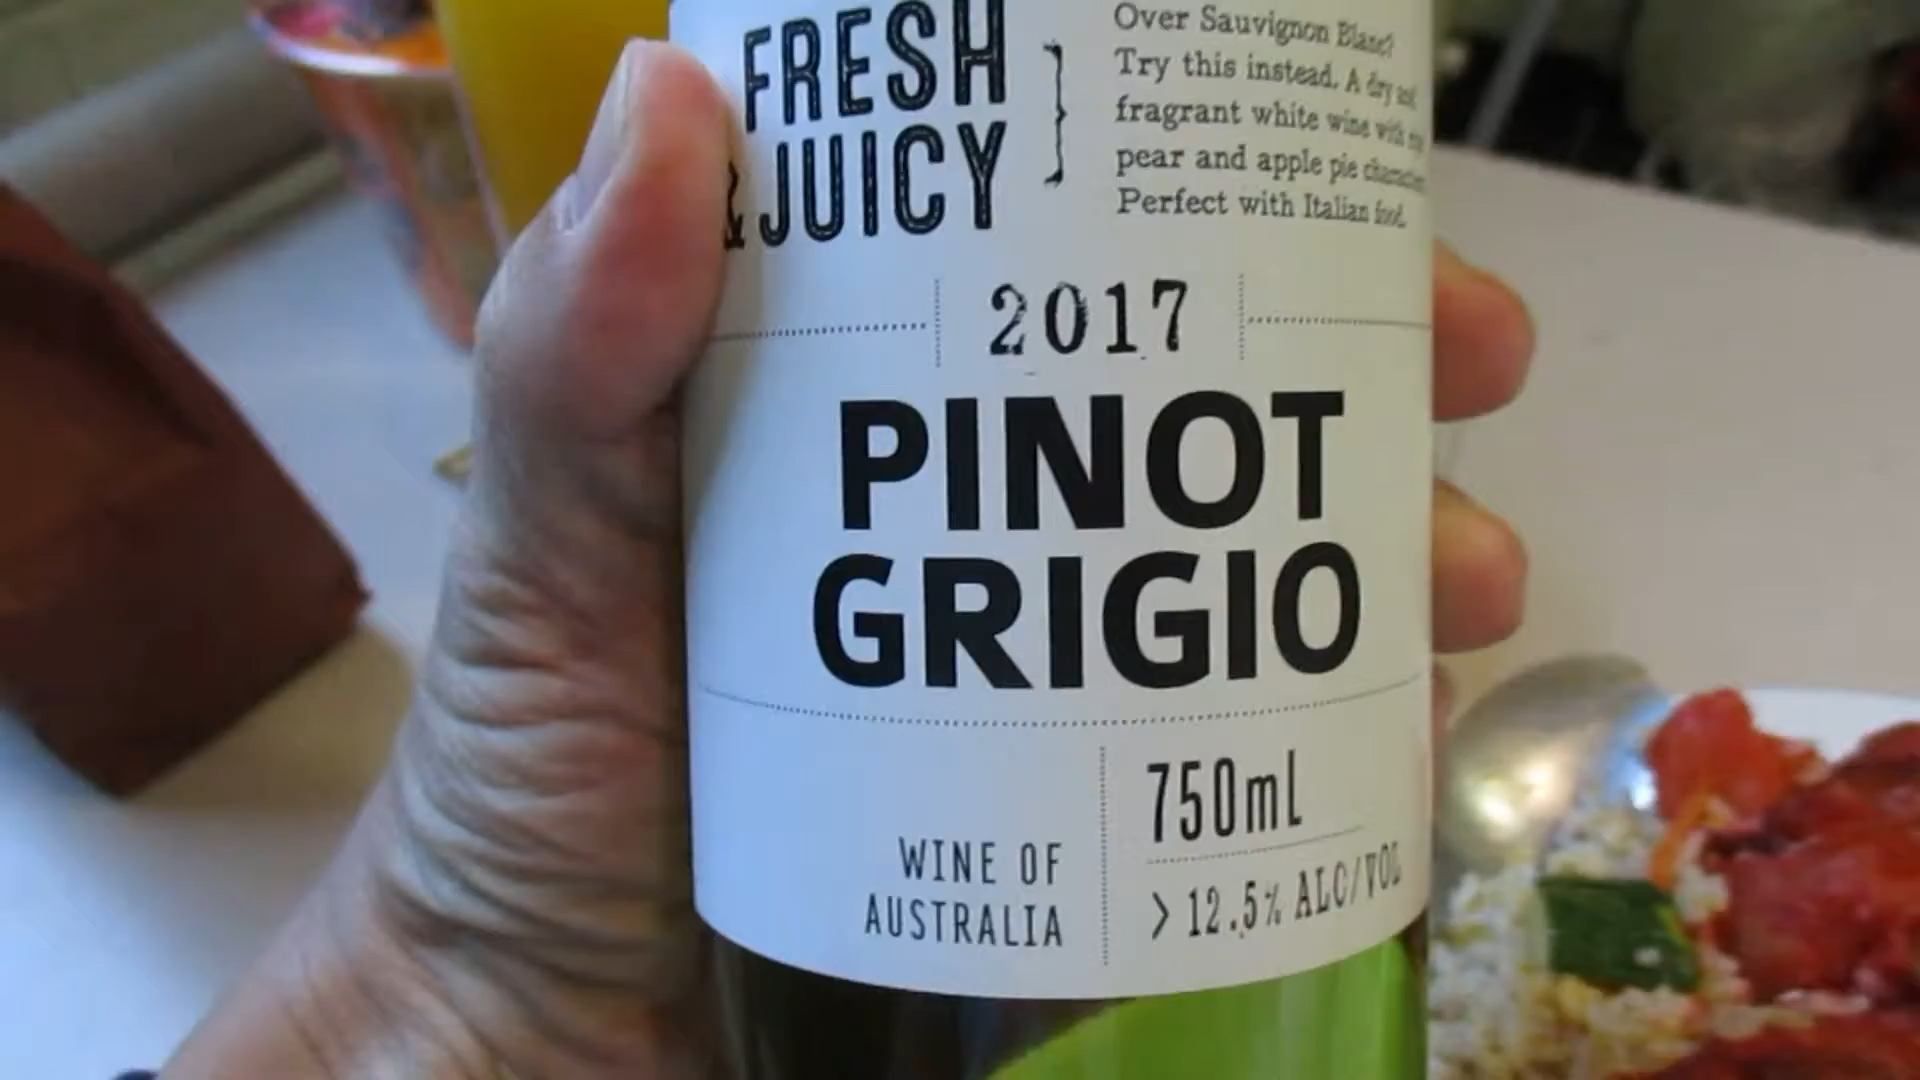 FRESH
& JUICY
Over Sauvignon Blanc?
Try this instead. A dry and
fragrant white wine with
pear and apple pie
Perfect with Italian food.
2017
PINOT
GRIGIO
WINE OF
AUSTRALIA
750mL
> 12.5% ALC/VOL